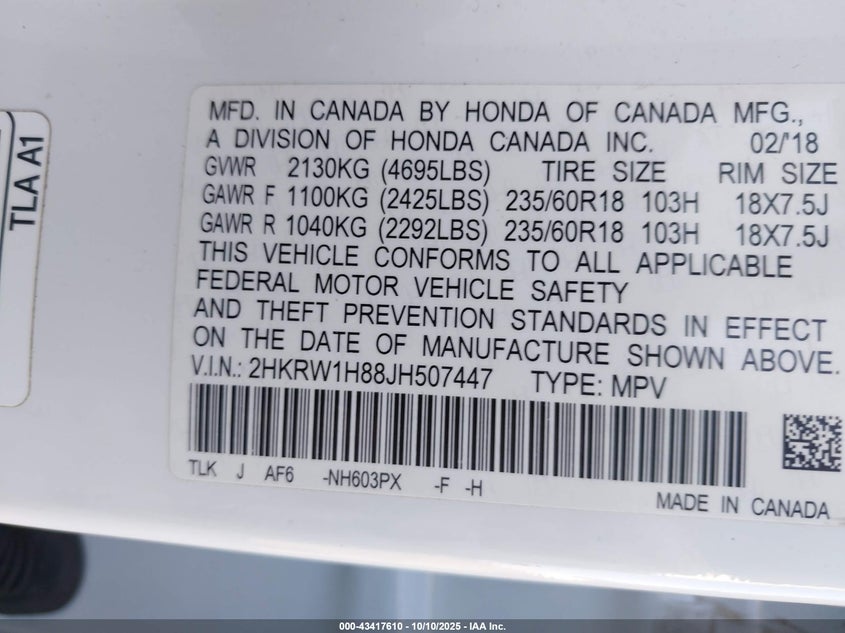 TLA A1
MFD. IN CANADA BY HONDA OF CANADA MFG.,
A DIVISION OF HONDA CANADA INC. 02/'18
GVWR 2130KG (4695LBS) TIRE SIZE RIM SIZE
GAWR F 1100KG (2425LBS) 235/60R18 103H 18X7.5J
GAWR R 1040KG (2292LBS) 235/60R18 103H 18X7.5J
THIS VEHICLE CONFORMS TO ALL APPLICABLE
FEDERAL MOTOR VEHICLE SAFETY
AND THEFT PREVENTION STANDARDS IN EFFECT
ON THE DATE OF MANUFACTURE SHOWN ABOVE.
V.I.N.: 2HKRW1H88JH507447 TYPE: MPV
TLK J AF6 -NH603PX -F -H
MADE IN CANADA
000-43417610 - 10/10/2025 - IAA Inc.